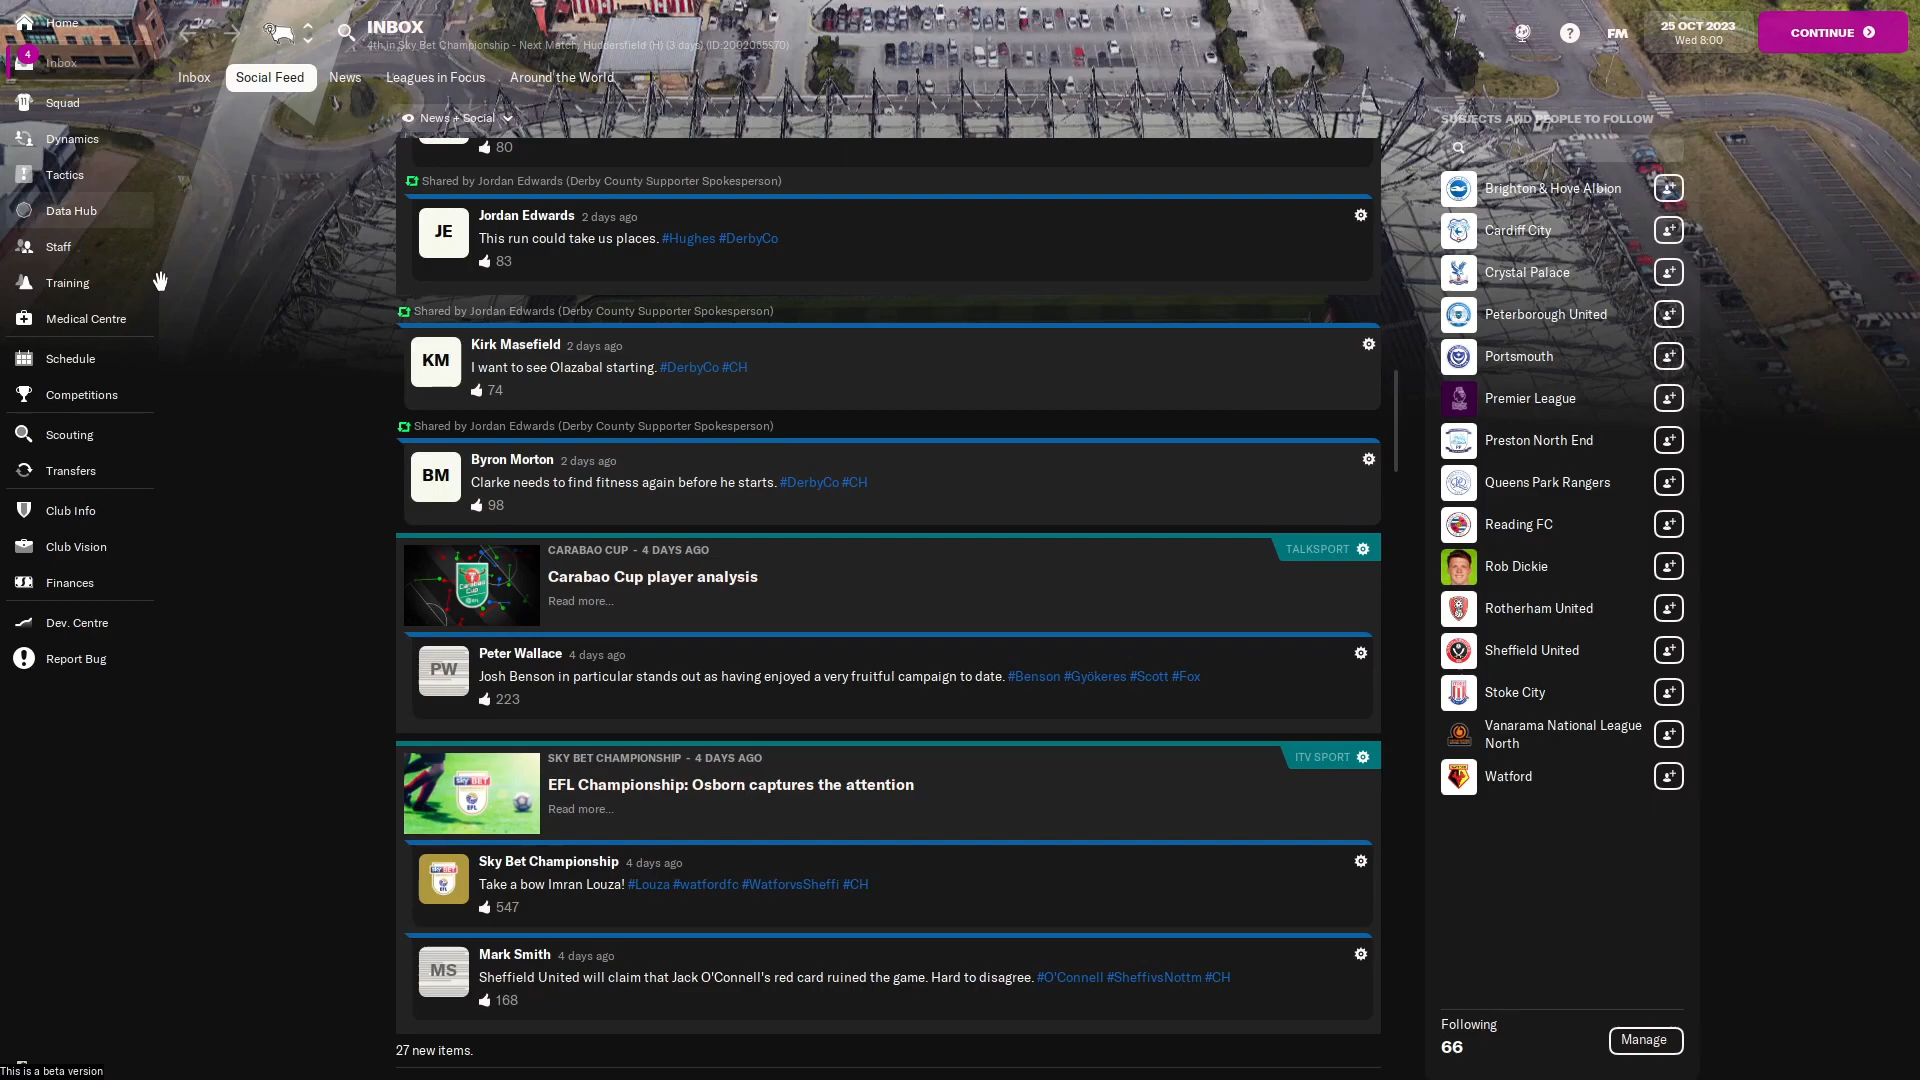 Home
4
Inbox
Squad
Dynamics
Tactics
Data Hub
Staff
Training
Medical Centre
Schedule
Competitions
Scouting
Transfers
Club Info
Club Vision
Finances
Dev. Centre
Report Bug
This is a beta version
INBOX
4th in Sky Bet Championship - Next Match, Huddersfield (H) (3 days) (ID:2002055970)
FM
25 OCT 2023
Wed 8:00
CONTINUE
Inbox Social Feed News Leagues in Focus Around the World
News + Social
80
Shared by Jordan Edwards (Derby County Supporter Spokesperson)
JE
Jordan Edwards 2 days ago
This run could take us places. #Hughes #DerbyCo
83
Shared by Jordan Edwards (Derby County Supporter Spokesperson)
KM
Kirk Masefield 2 days ago
I want to see Olazabal starting. #DerbyCo #CH
74
Shared by Jordan Edwards (Derby County Supporter Spokesperson)
BM
Byron Morton 2 days ago
Clarke needs to find fitness again before he starts. #DerbyCo #CH
98
CARABAO CUP - 4 DAYS AGO
TALKSPORT
Carabao Cup player analysis
Read more...
PW
Peter Wallace 4 days ago
Josh Benson in particular stands out as having enjoyed a very fruitful campaign to date. #Benson #Gyökeres #Scott #Fox
223
SKY BET CHAMPIONSHIP - 4 DAYS AGO
ITV SPORT
EFL Championship: Osborn captures the attention
Read more...
Sky Bet Championship 4 days ago
Take a bow Imran Louza! #Louza #watfordfc #WatforvsSheffi #CH
547
MS
Mark Smith 4 days ago
Sheffield United will claim that Jack O'Connell's red card ruined the game. Hard to disagree. #O'Connell #SheffivsNottm #CH
168
27 new items.
SUBJECTS AND PEOPLE TO FOLLOW
Brighton & Hove Albion
Cardiff City
Crystal Palace
Peterborough United
Portsmouth
Premier League
Preston North End
Queens Park Rangers
Reading FC
Rob Dickie
Rotherham United
Sheffield United
Stoke City
Vanarama National League
North
Watford
Following
66
Manage